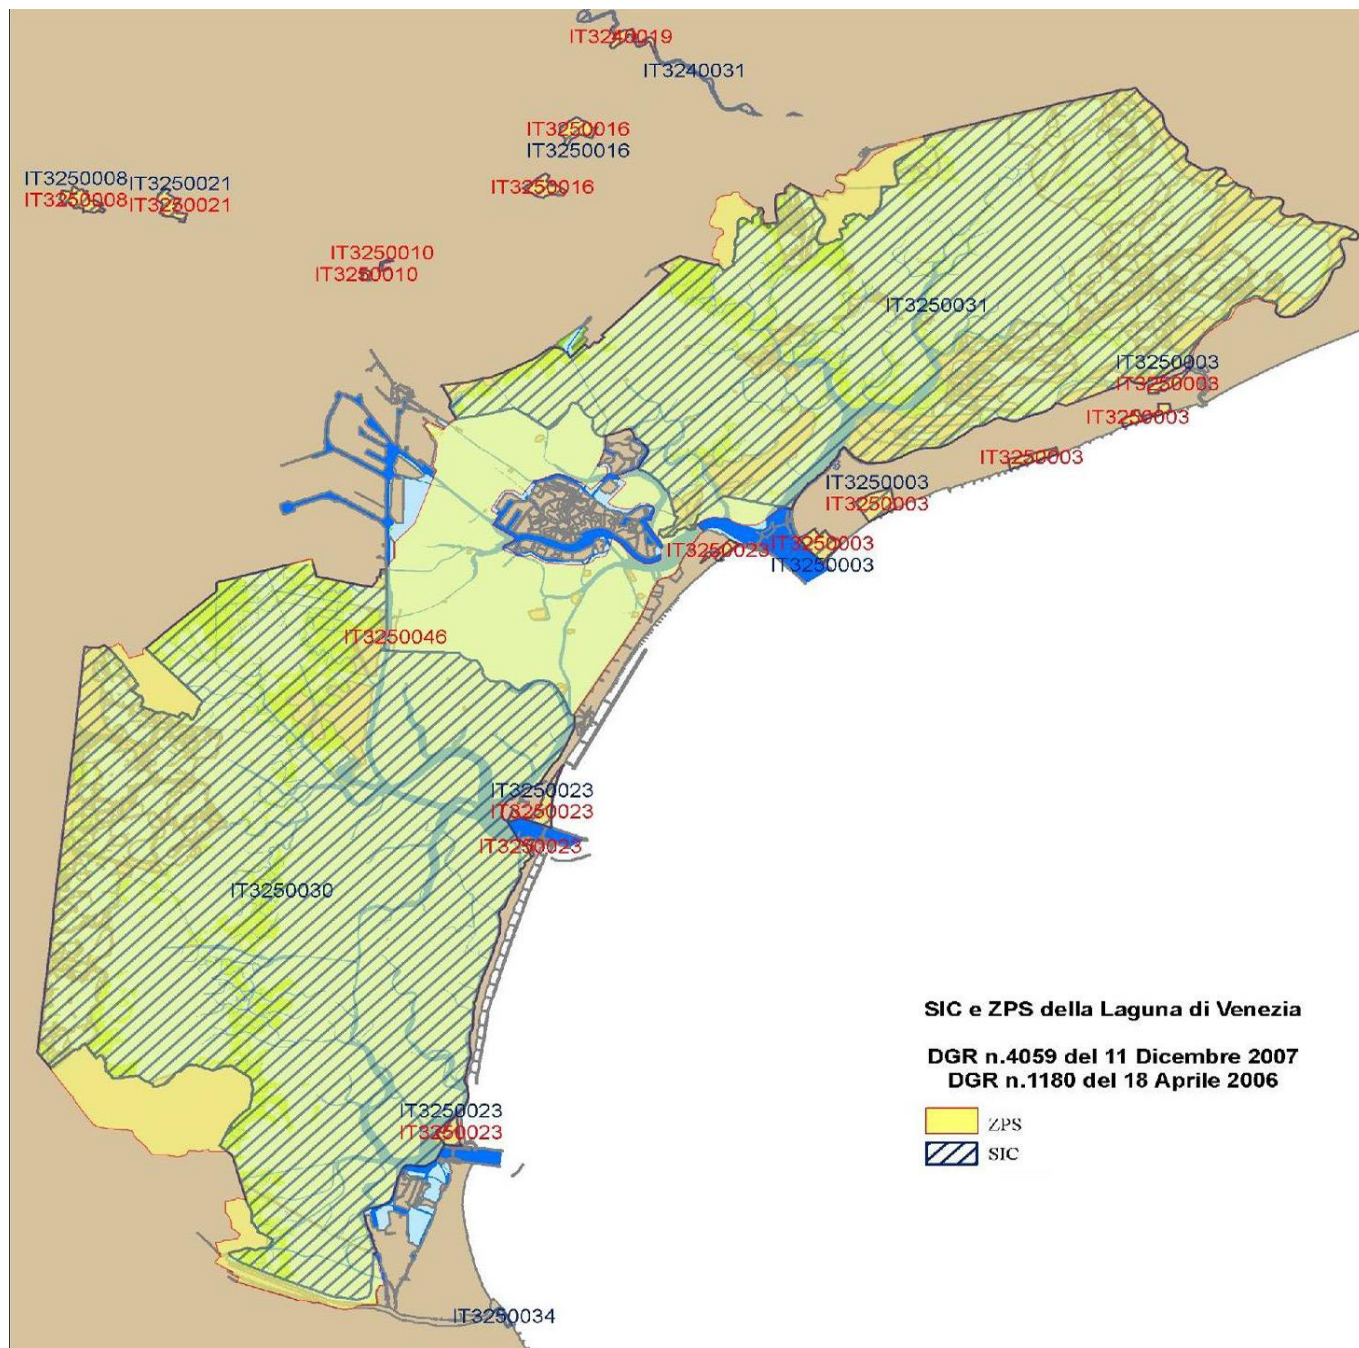 IT3240019
IT3240031
IT3250016
IT3250016
IT3250016
IT3250008
IT3250021
IT3250008
IT3250021
IT3250010
IT3250010
IT3250031
IT3250003
IT3250003
IT3250003
IT3250003
IT3250003
IT3250003
IT3250023
IT3250003
IT3250003
IT3250046
IT3250023
IT3250023
IT3250023
IT3250030
SIC e ZPS della Laguna di Venezia
DGR n.4059 del 11 Dicembre 2007
DGR n.1180 del 18 Aprile 2006
ZPS
SIC
IT3250023
IT3250023
IT3250034